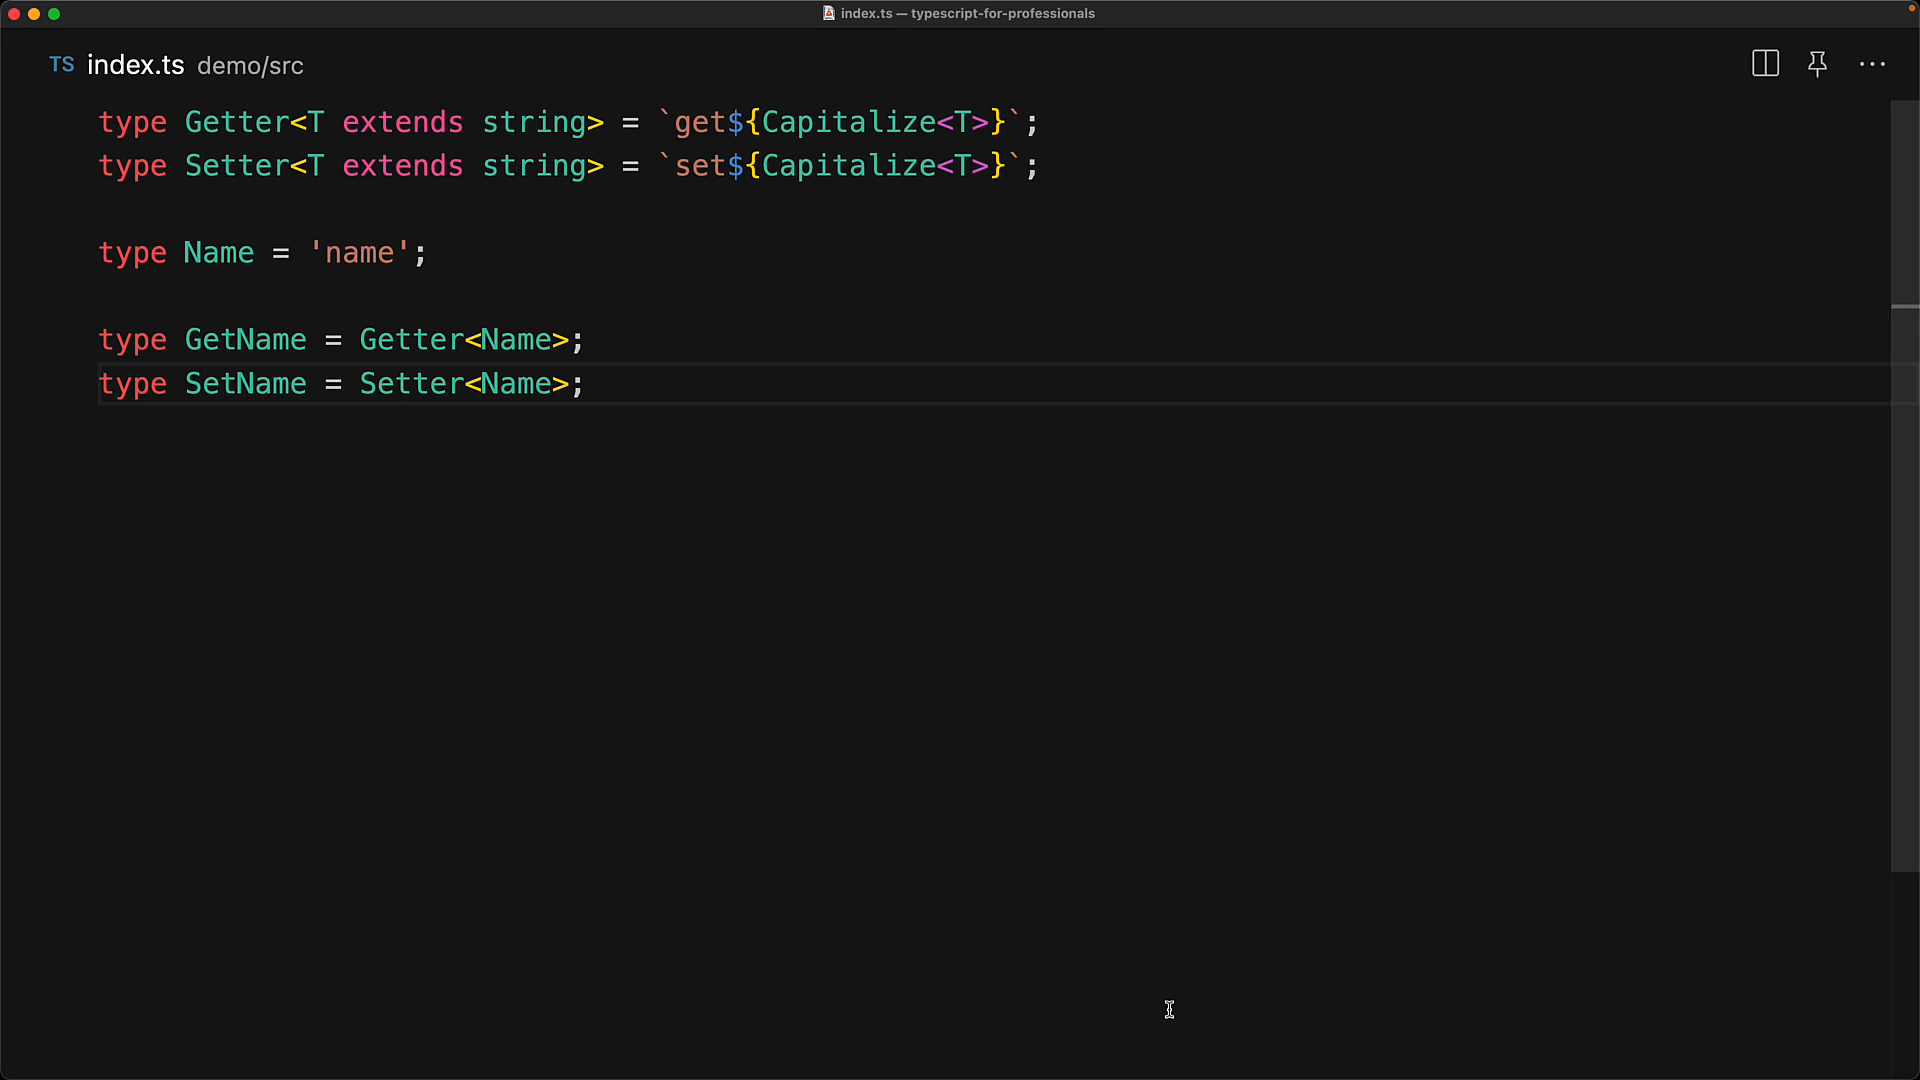 index.ts — typescript-for-professionals
TS index.ts demo/src
type Getter<T extends string> = `get${Capitalize<T>}`;
type Setter<T extends string> = `set${Capitalize<T>}`;
type Name = 'name';
type GetName = Getter<Name>;
type SetName = Setter<Name>;